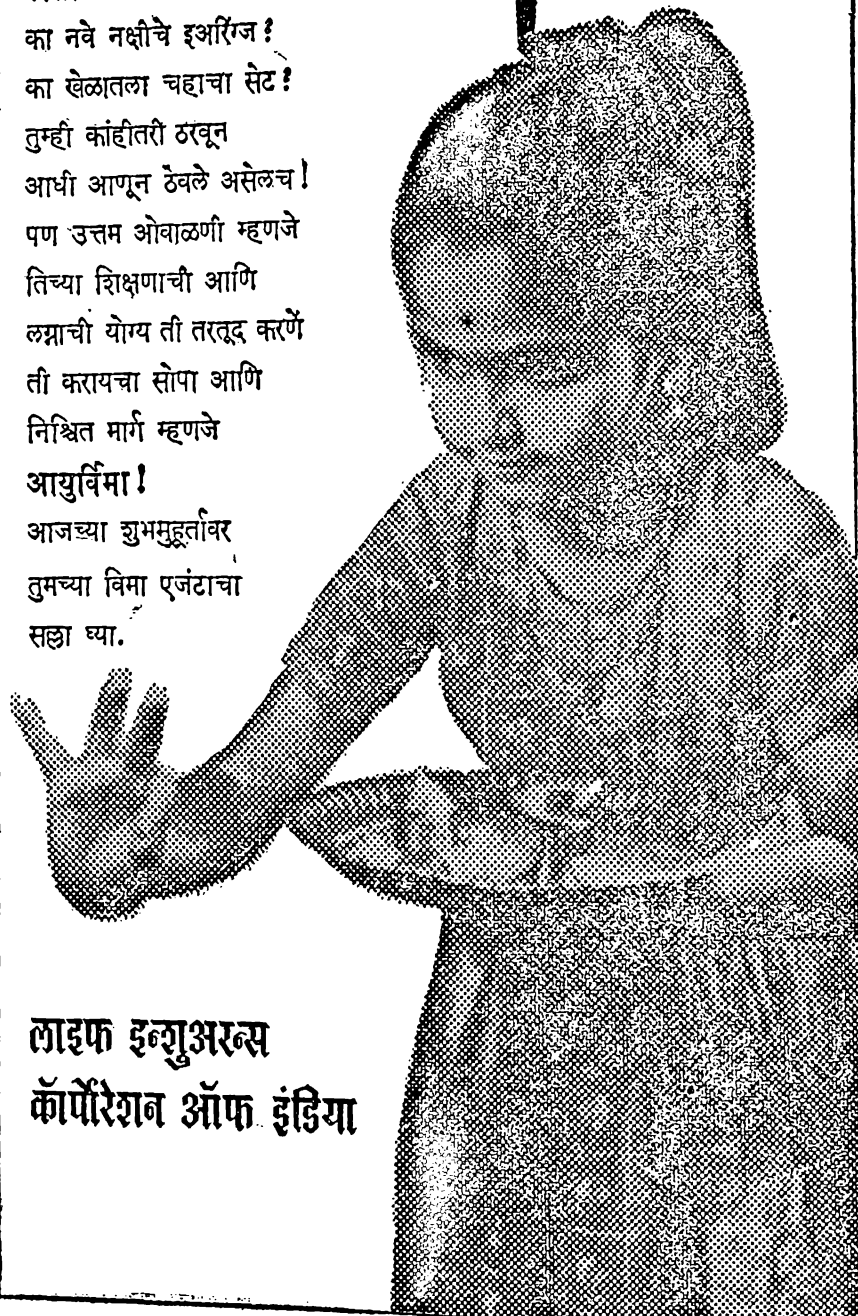 का नवे नक्षीचे इअरिंग्ज?
का खेळातला चहाचा सेट?
तुम्ही कांहीतरी ठरवून
आधी आणून ठेवले असेलच!
पण उत्तम ओवाळणी म्हणजे
तिच्या शिक्षणाची आणि
लग्नाची योग्य ती तरतूद करणें
ती करायचा सोपा आणि
निश्चित मार्ग म्हणजे
आयुर्विमा!
आजच्या शुभमुहूर्तावर
तुमच्या विमा एजंटाचा
सल्ला घ्या.
लाइफ इन्शुअरन्स
कॉर्पोरेशन ऑफ इंडिया